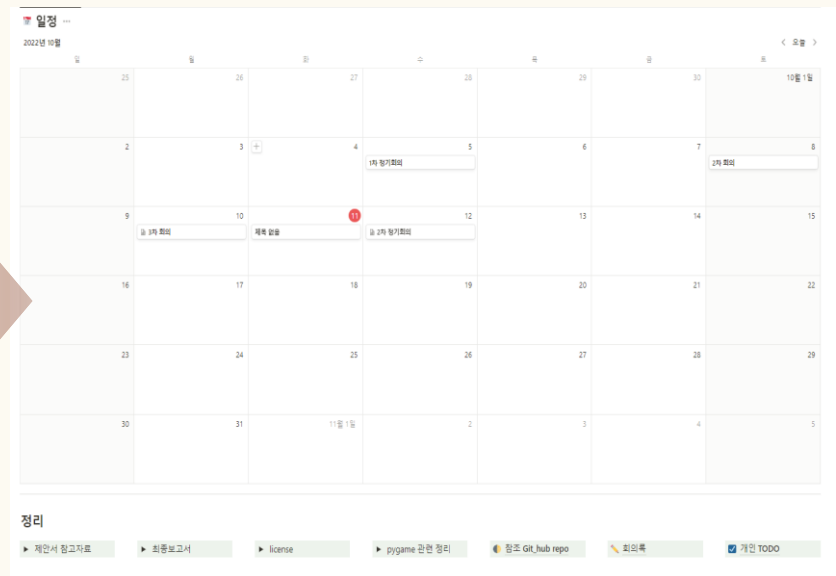 📅 일정 ···
2022년 10월 < 오늘 >
일 월 화 수 목 금 토
25 26 27 28 29 30 10월 1일
2 3 + 4 5 6 7 8
1차 정기회의 2차 회의
9 10 11 12 13 14 15
3차 회의 제목 없음 2차 정기회의
16 17 18 19 20 21 22
23 24 25 26 27 28 29
30 31 11월 1일 2 3 4 5
정리
▶ 제안서 참고자료 ▶ 최종보고서 ▶ license ▶ pygame 관련 정리 🌓 참조 Git_hub repo ✏️ 회의록 ☑ 개인 TODO